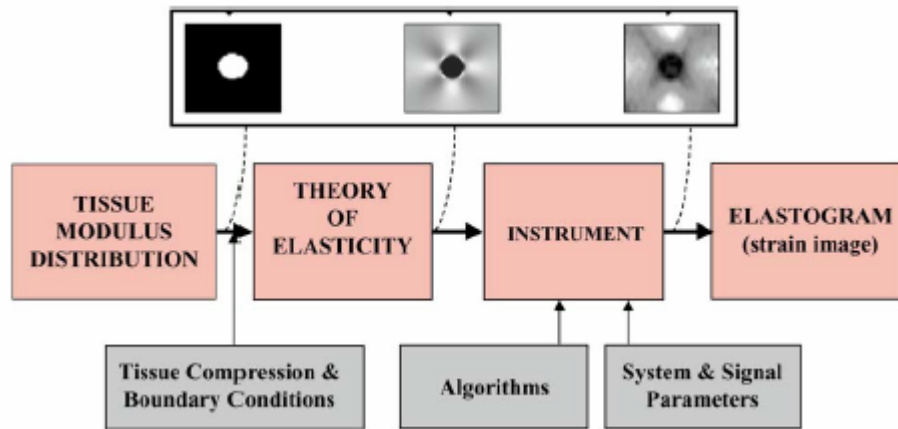 TISSUE
MODULUS
DISTRIBUTION
THEORY
OF
ELASTICITY
INSTRUMENT
ELASTOGRAM
(strain image)
Tissue Compression &
Boundary Conditions
Algorithms
System & Signal
Parameters